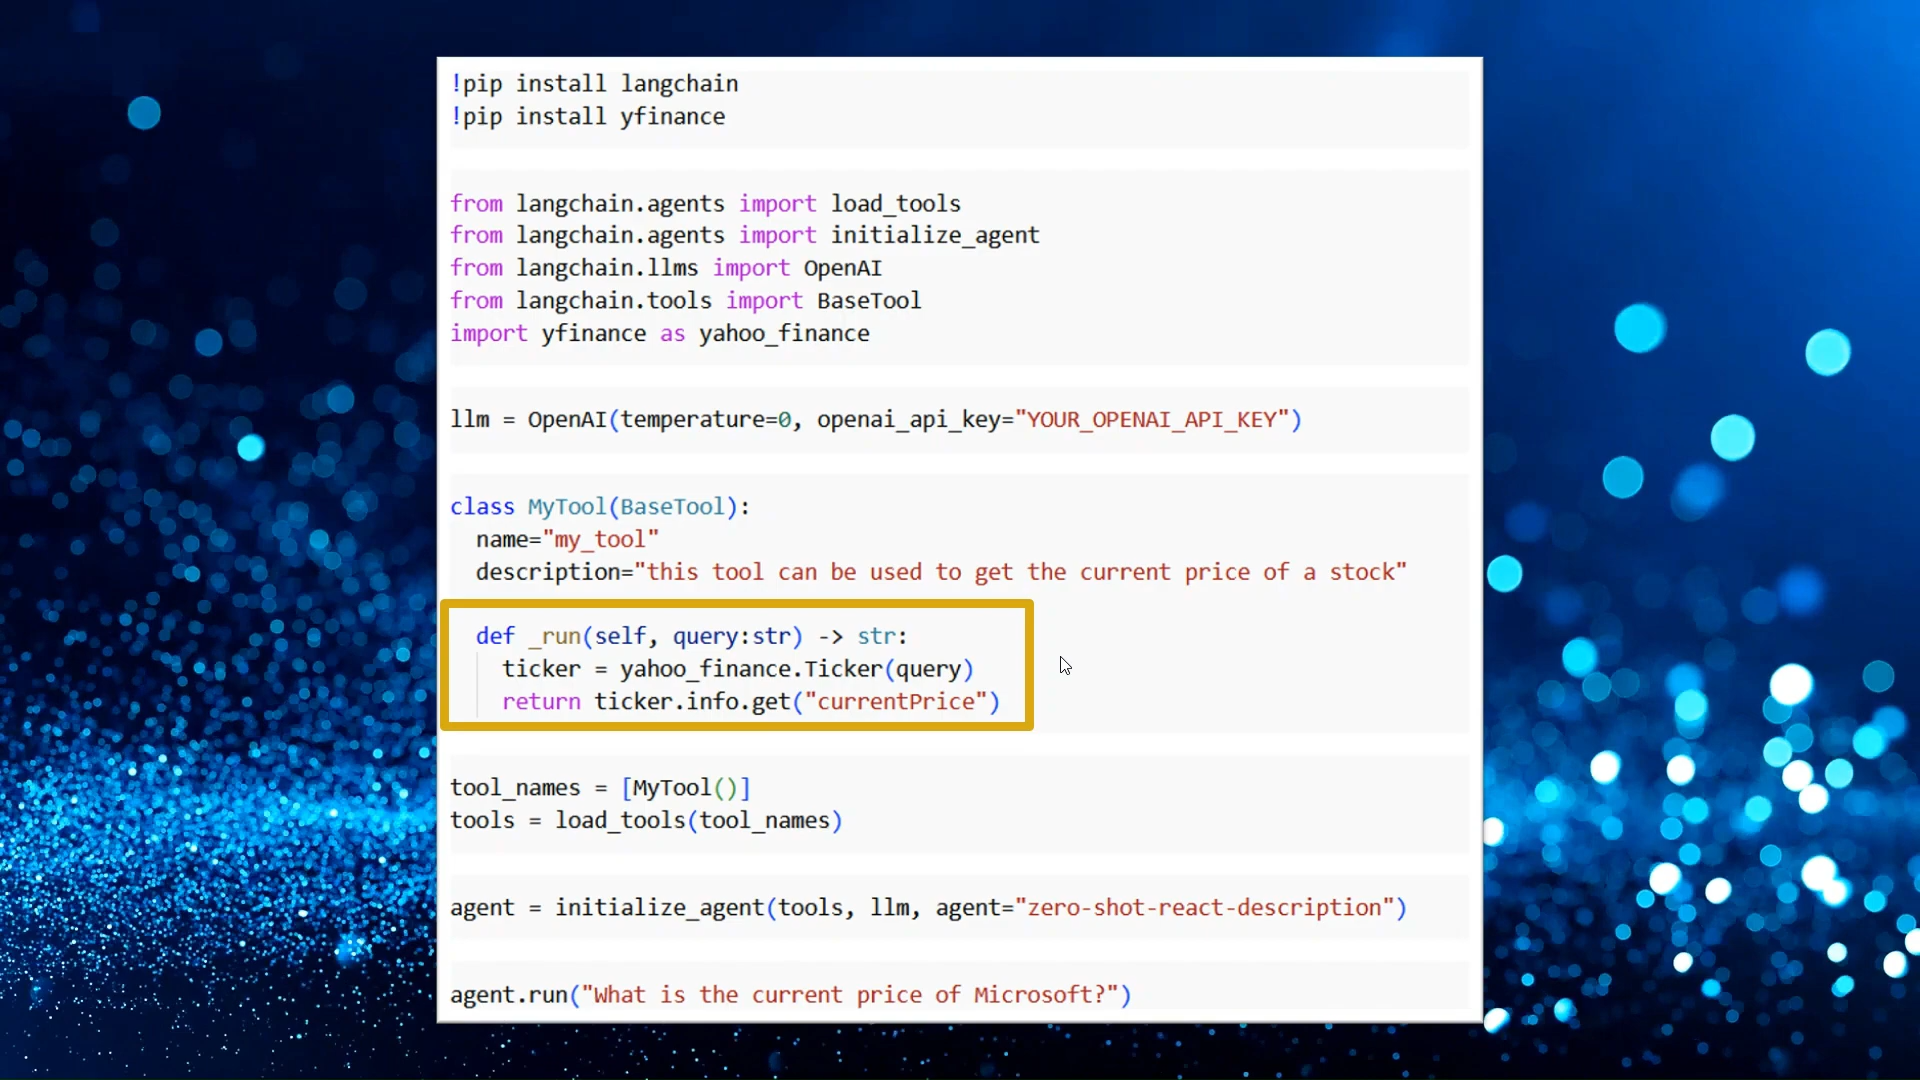 !pip install langchain
!pip install yfinance
from langchain.agents import load_tools
from langchain.agents import initialize_agent
from langchain.llms import OpenAI
from langchain.tools import BaseTool
import yfinance as yahoo_finance
llm = OpenAI(temperature=0, openai_api_key="YOUR_OPENAI_API_KEY")
class MyTool(BaseTool):
  name="my_tool"
  description="this tool can be used to get the current price of a stock"
  def _run(self, query:str) -> str:
    ticker = yahoo_finance.Ticker(query)
    return ticker.info.get("currentPrice")
tool_names = [MyTool()]
tools = load_tools(tool_names)
agent = initialize_agent(tools, llm, agent="zero-shot-react-description")
agent.run("What is the current price of Microsoft?")